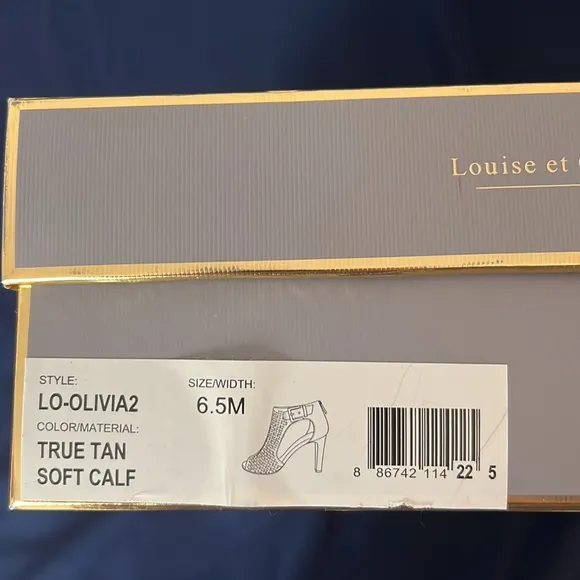 Louise et
STYLE:
LO-OLIVIA2
COLOR/MATERIAL:
TRUE TAN
SOFT CALF
SIZE/WIDTH:
6.5M
8 86742 114 22 5